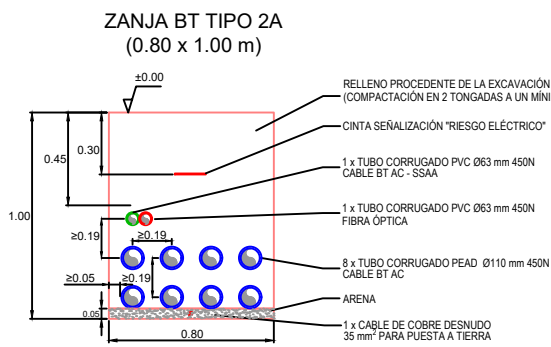 ZANJA BT TIPO 2A
(0.80 x 1.00 m)
±0.00
RELLENO PROCEDENTE DE LA EXCAVACIÓN
(COMPACTACIÓN EN 2 TONGADAS A UN MÍNI
CINTA SEÑALIZACIÓN "RIESGO ELÉCTRICO"
0.30
0.45
1 x TUBO CORRUGADO PVC Ø63 mm 450N
CABLE BT AC - SSAA
1.00
1 x TUBO CORRUGADO PVC Ø63 mm 450N
FIBRA ÓPTICA
≥0.19
≥0.19
8 x TUBO CORRUGADO PEAD Ø110 mm 450N
CABLE BT AC
≥0.05
≥0.19
ARENA
0.05
1 x CABLE DE COBRE DESNUDO
35 mm² PARA PUESTA A TIERRA
0.80